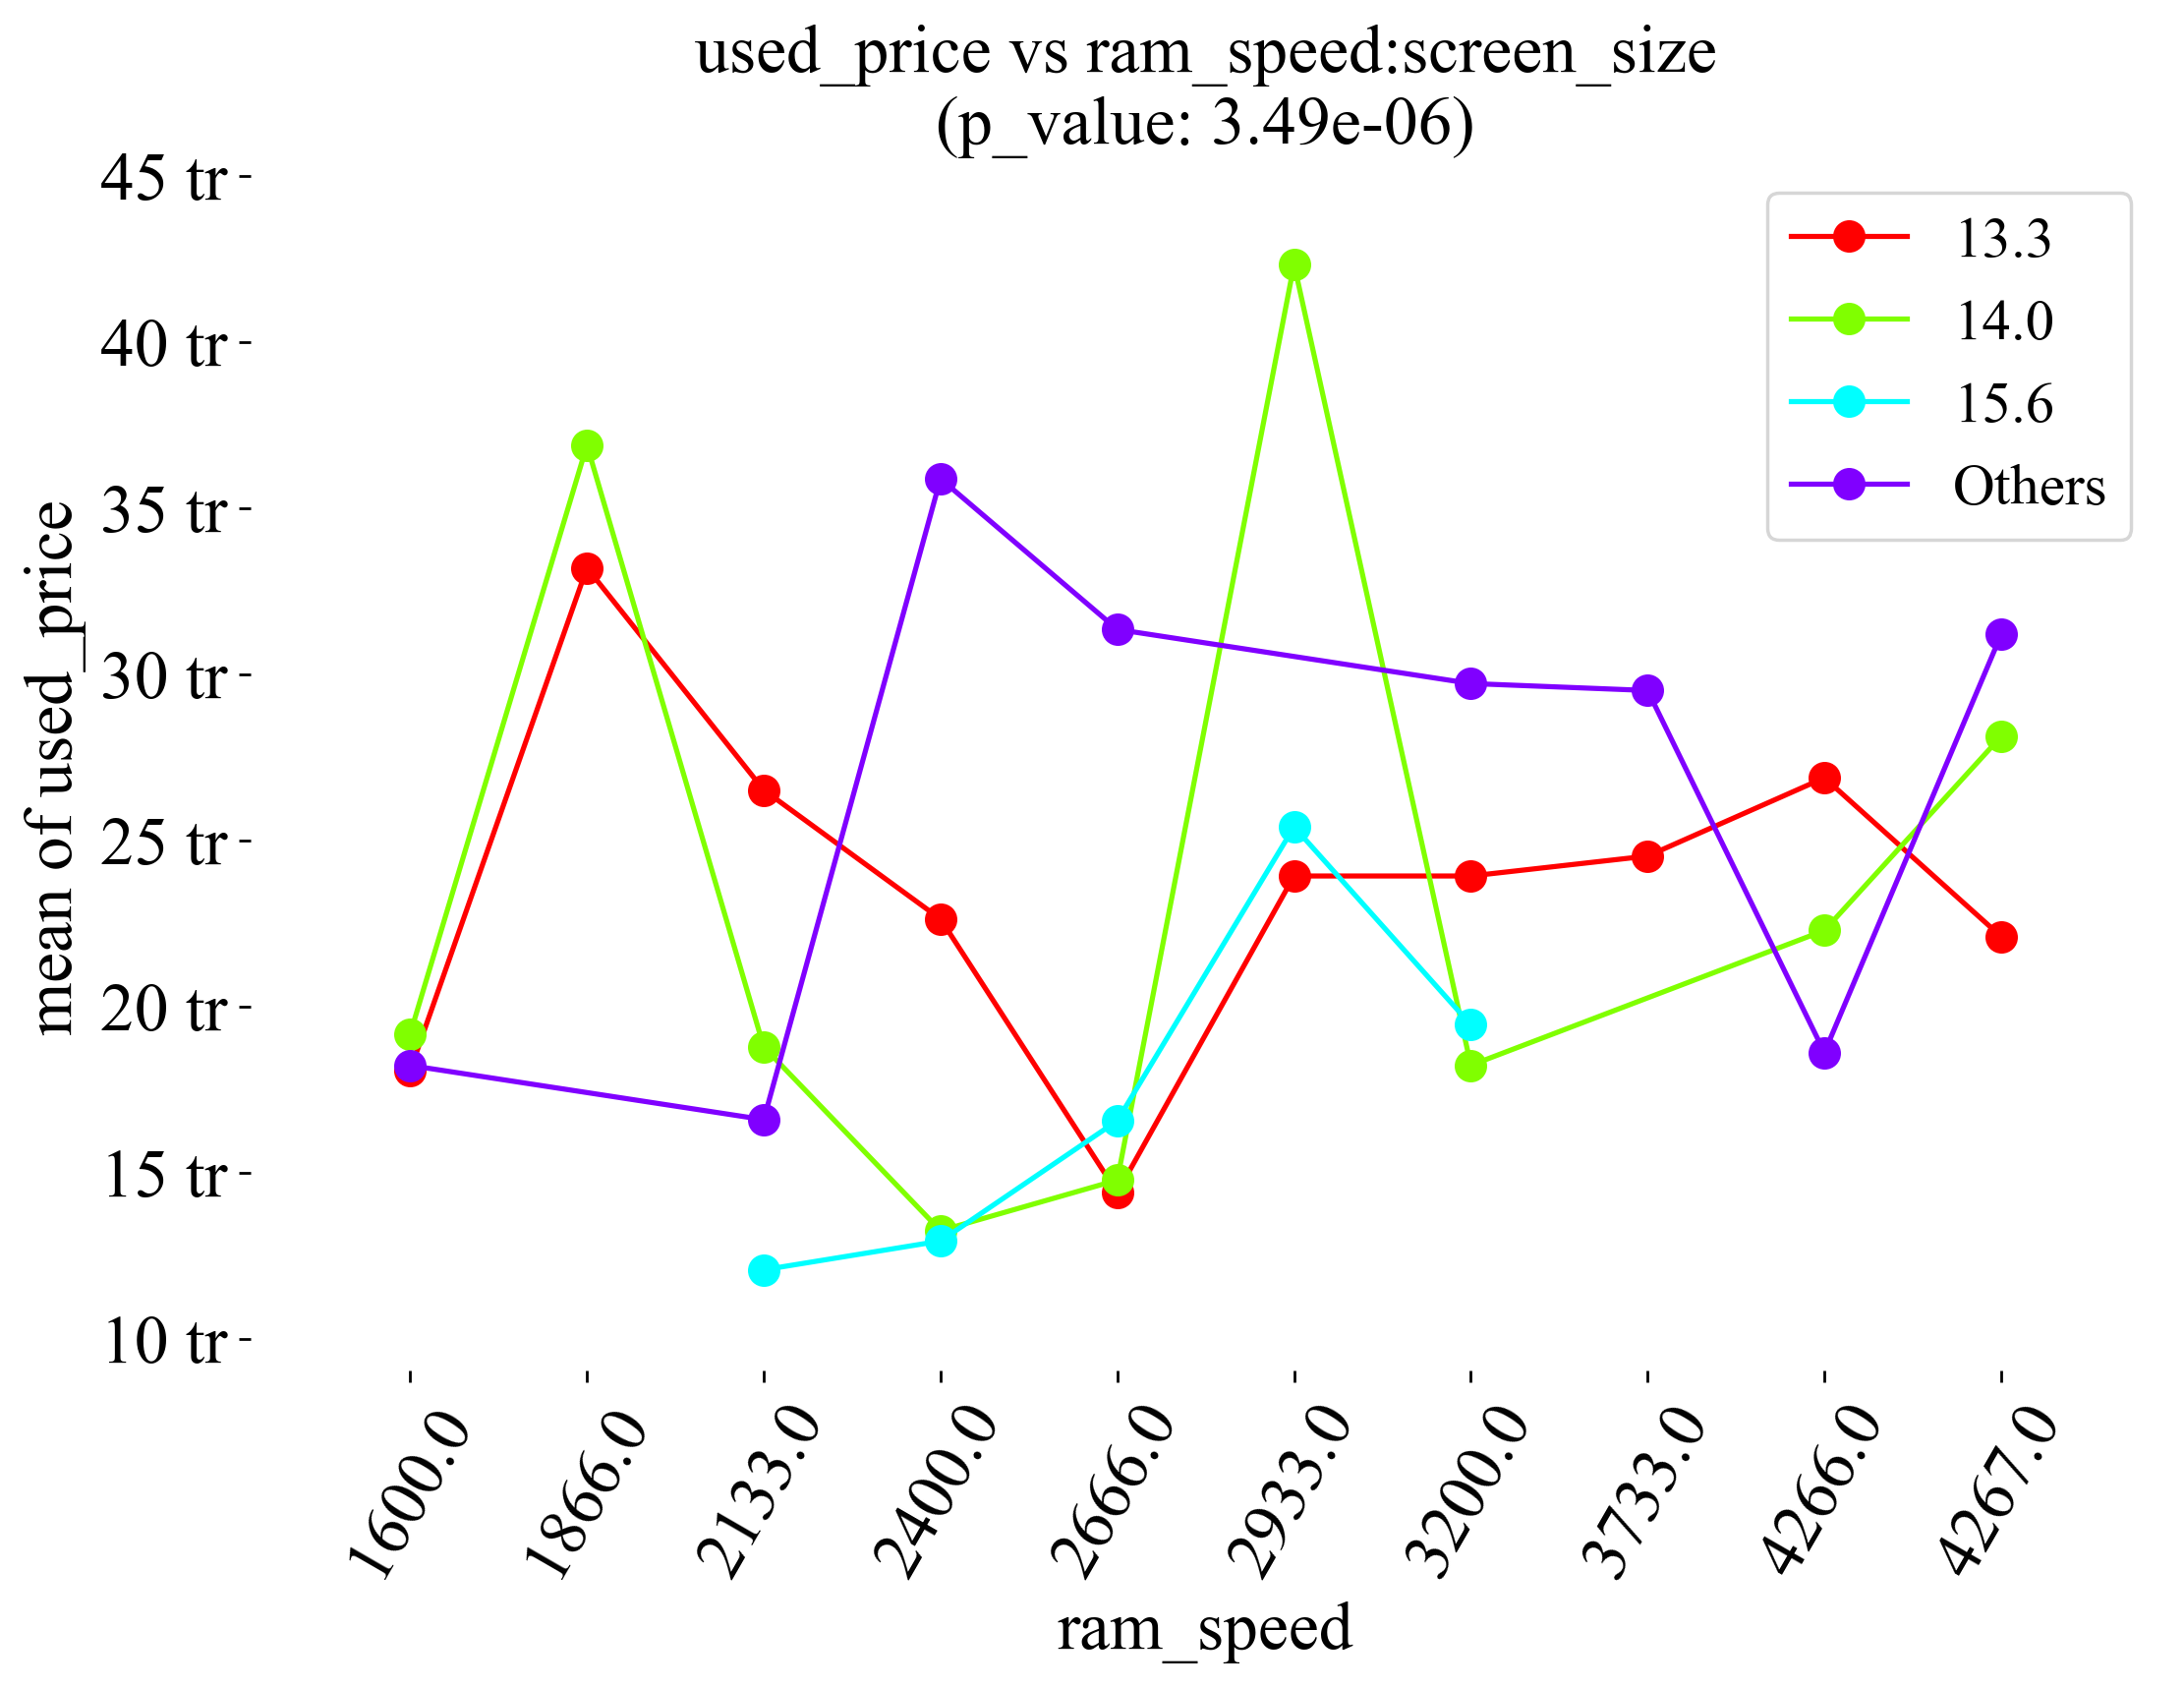 used_price vs ram_speed:screen_size
(p_value: 3.49e-06)
45 tr
40 tr
35 tr
30 tr
25 tr
20 tr
15 tr
10 tr
mean of used_price
13.3
14.0
15.6
Others
1600.0
1866.0
2133.0
2400.0
2666.0
2933.0
3200.0
3733.0
4266.0
4267.0
ram_speed